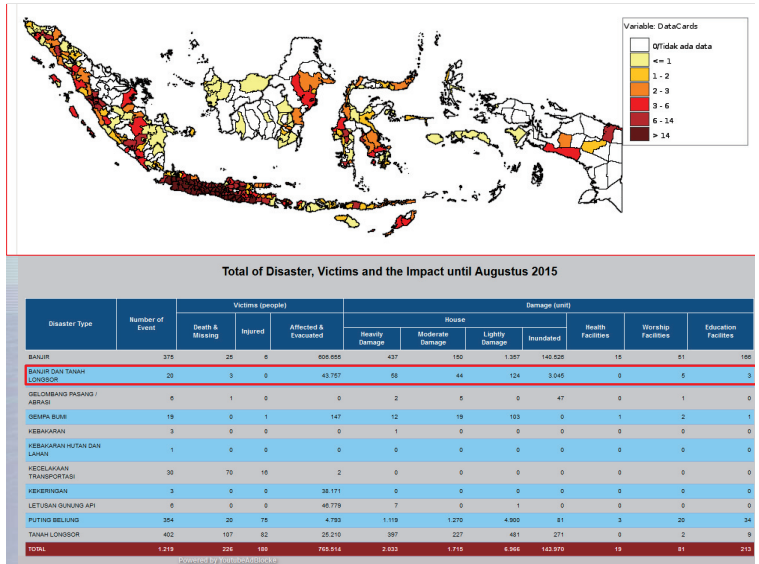 Variable: DataCards
0/Tidak ada data
<= 1
1 - 2
2 - 3
3 - 6
6 - 14
> 14
Total of Disaster, Victims and the Impact until Augustus 2015
Disaster Type Number of Event Victims (people) Damage (unit)
Death & Missing Injured Affected & Evacuated House Health Facilities Worship Facilities Education Facilites
Heavily Damage Moderate Damage Lightly Damage Inundated
BANJIR 375 25 6 606.655 437 150 1.357 140.526 15 51 166
BANJIR DAN TANAH LONGSOR 20 3 0 43.757 58 44 124 3.045 0 5 3
GELOMBANG PASANG / ABRASI 6 1 0 0 2 5 0 47 0 1 0
GEMPA BUMI 19 0 1 147 12 19 103 0 1 2 1
KEBAKARAN 3 0 0 0 1 0 0 0 0 0 0
KEBAKARAN HUTAN DAN LAHAN 1 0 0 0 0 0 0 0 0 0 0
KECELAKAAN TRANSPORTASI 30 70 16 2 0 0 0 0 0 0 0
KEKERINGAN 3 0 0 38.171 0 0 0 0 0 0 0
LETUSAN GUNUNG API 6 0 0 46.779 7 0 1 0 0 0 0
PUTING BELIUNG 354 20 75 4.793 1.119 1.270 4.900 81 3 20 34
TANAH LONGSOR 402 107 82 25.210 397 227 481 271 0 2 9
TOTAL 1.219 226 180 765.514 2.033 1.715 6.966 143.970 19 81 213
Powered by YoutubeAdBlocke